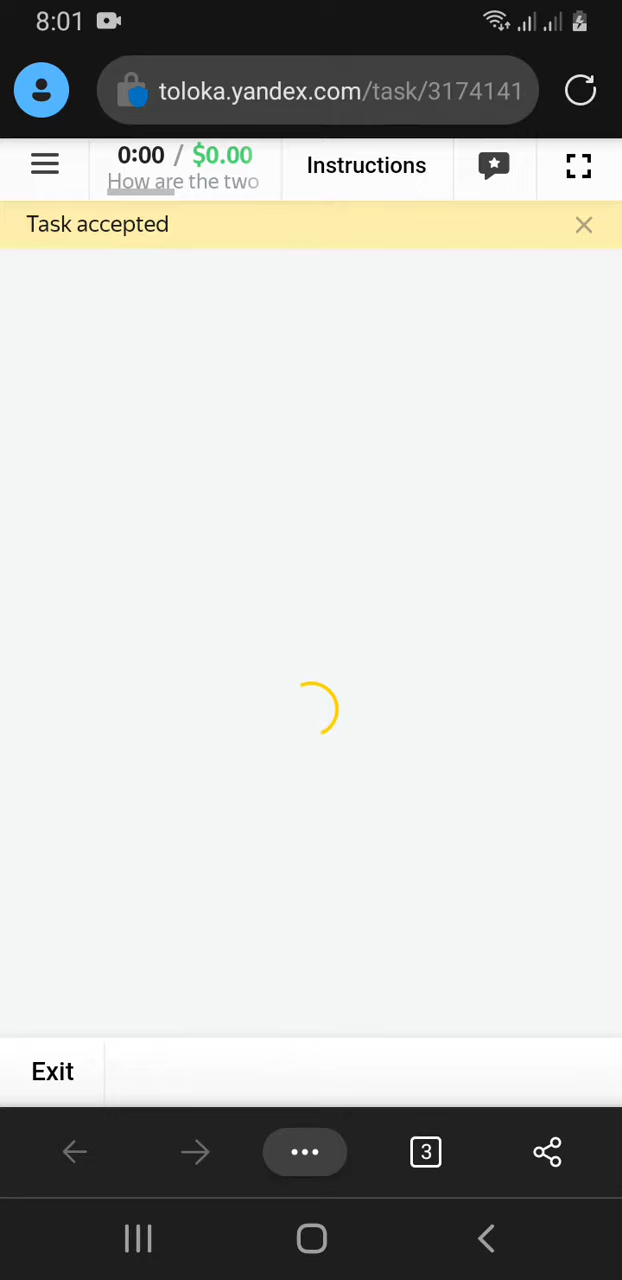 8:01
toloka.yandex.com/task/3174141
0:00 / $0.00
How are the two
Instructions
Task accepted
Exit
3